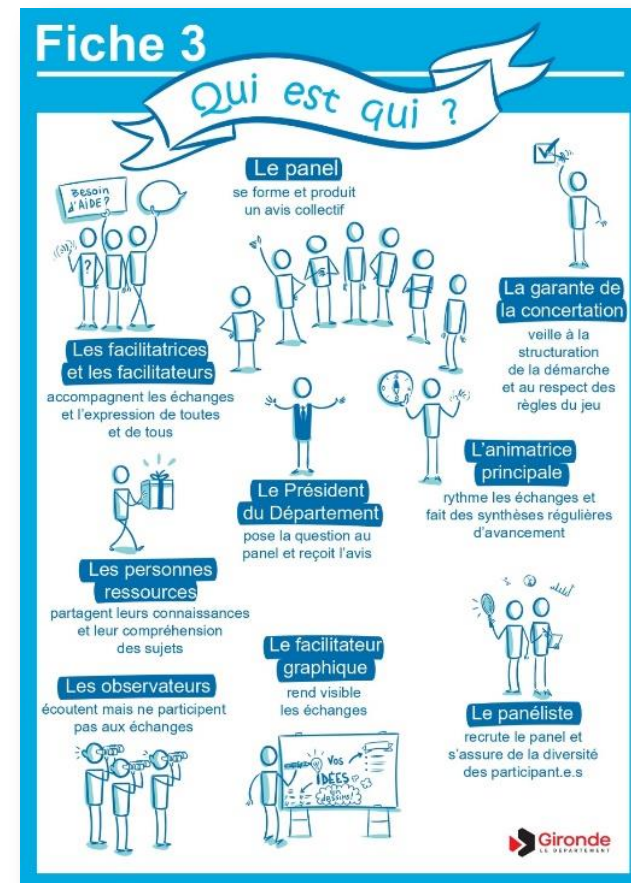 Fiche 3
Qui est qui ?
Besoin
d'AiDE ?
?
Le panel
se forme et produit
un avis collectif
La garante de
la concertation
veille à la
structuration
de la démarche
et au respect des
règles du jeu
Les facilitatrices
et les facilitateurs
accompagnent les échanges
et l'expression de toutes
et de tous
Le Président
du Département
pose la question au
panel et reçoit l'avis
L'animatrice
principale
rythme les échanges et
fait des synthèses régulières
d'avancement
Les personnes
ressources
partagent leurs connaissances
et leur compréhension
des sujets
Le facilitateur
graphique
rend visible
les échanges
Les observateurs
écoutent mais ne participent
pas aux échanges
Le panéliste
recrute le panel et
s'assure de la diversité
des participant.e.s
Vos
iDÉES
en
dessins!
Gironde
LE DÉPARTEMENT